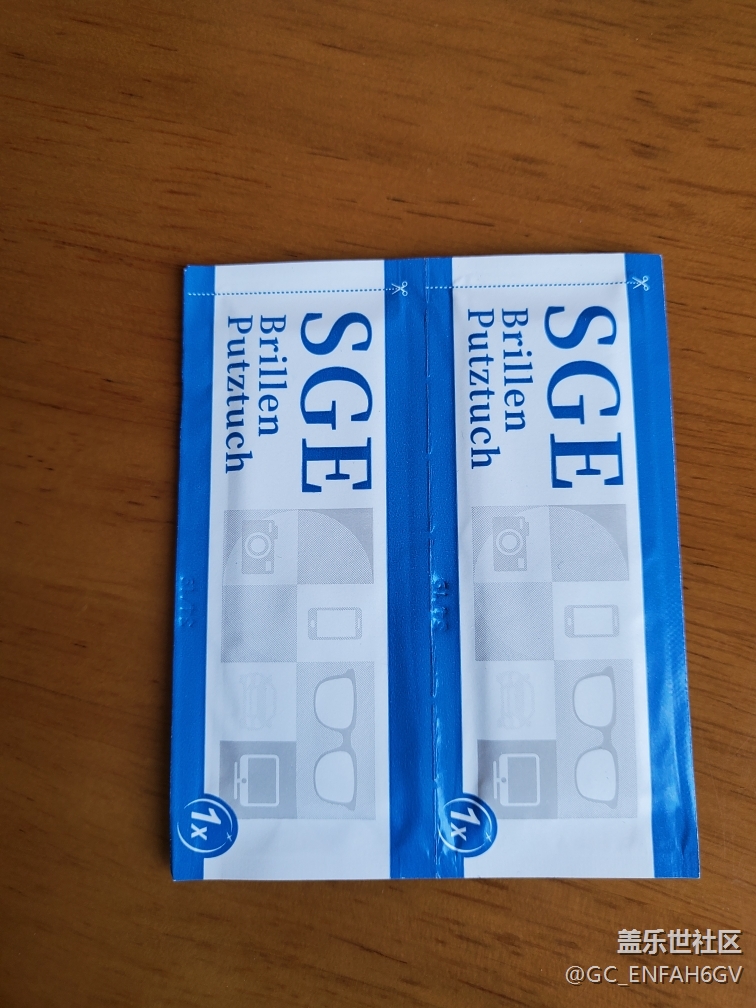 SGE
Brillen
Putztuch
1x
SGE
Brillen
Putztuch
1x
盖乐世社区
@GC_ENFAH6GV